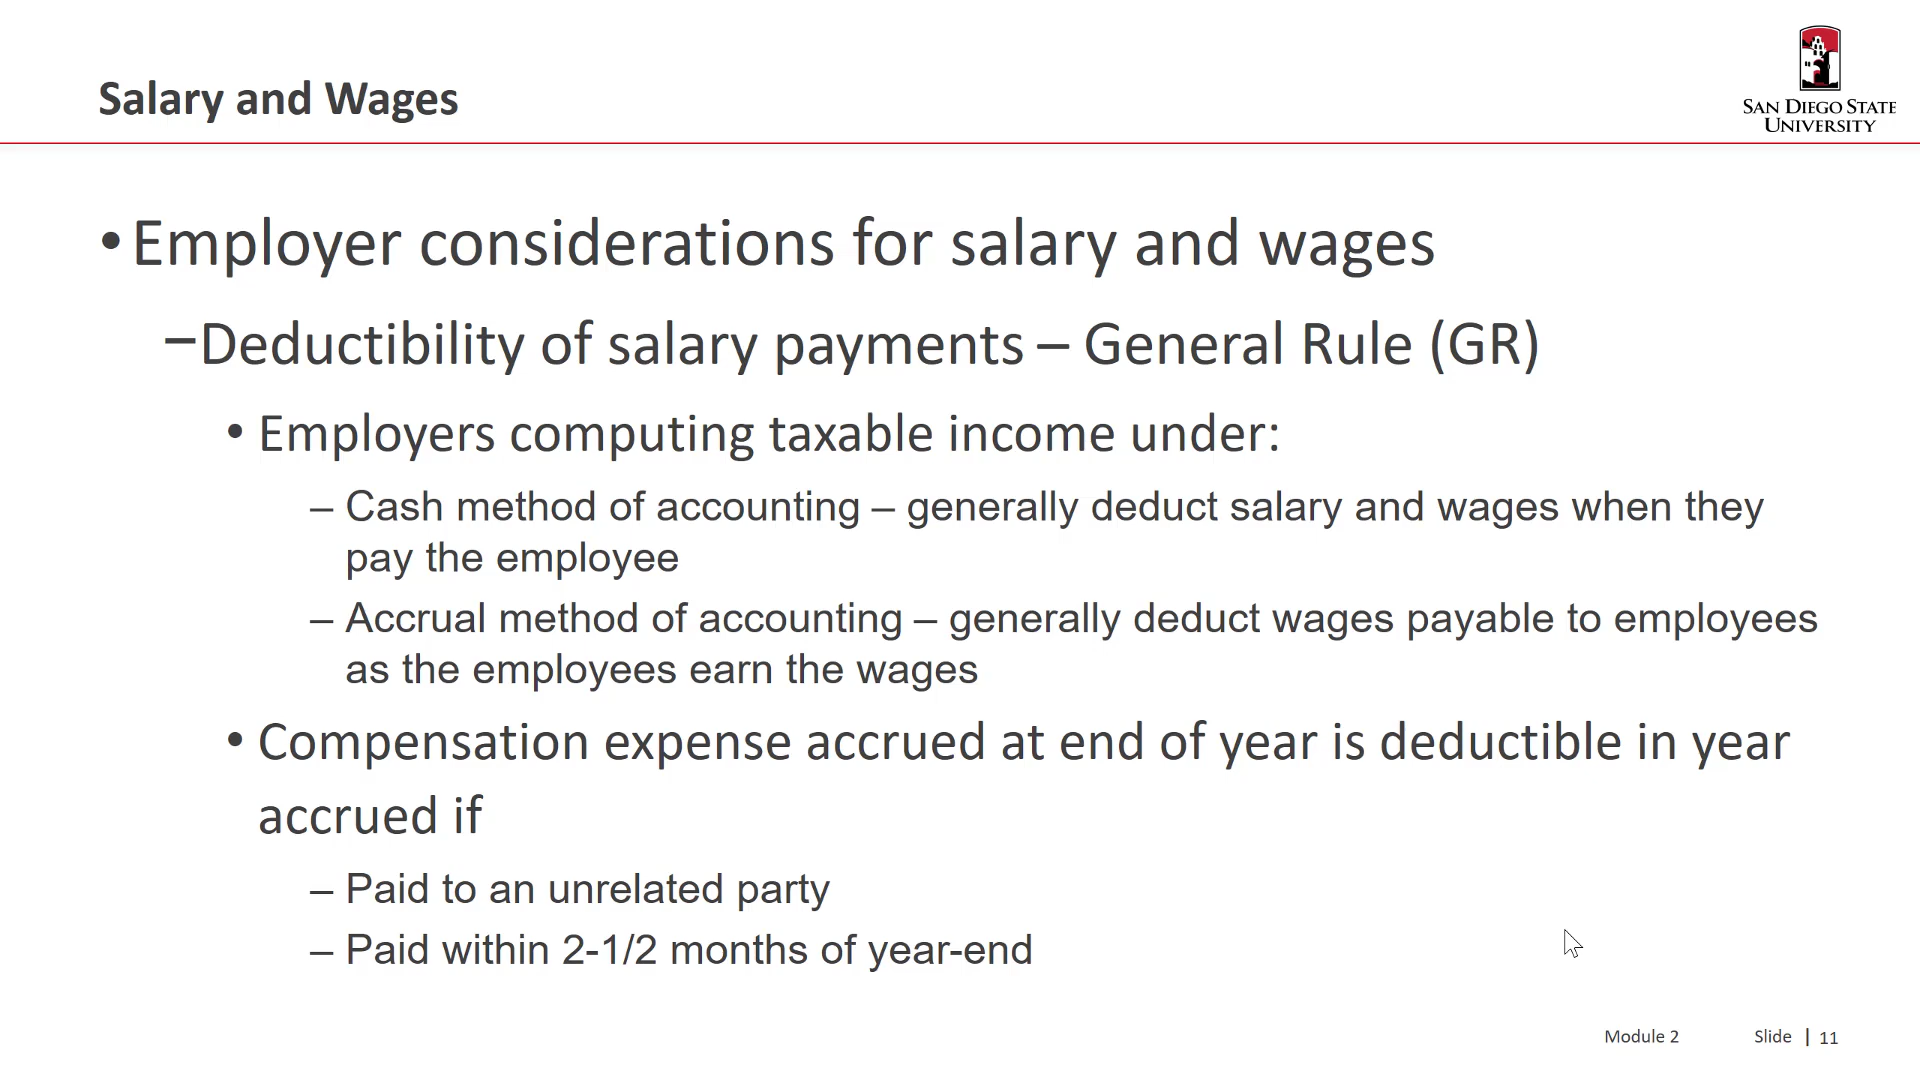 Salary and Wages
SAN DIEGO STATE
UNIVERSITY
•Employer considerations for salary and wages
–Deductibility of salary payments – General Rule (GR)
• Employers computing taxable income under:
– Cash method of accounting – generally deduct salary and wages when they
pay the employee
– Accrual method of accounting – generally deduct wages payable to employees
as the employees earn the wages
• Compensation expense accrued at end of year is deductible in year
accrued if
– Paid to an unrelated party
– Paid within 2-1/2 months of year-end
Module 2 Slide | 11